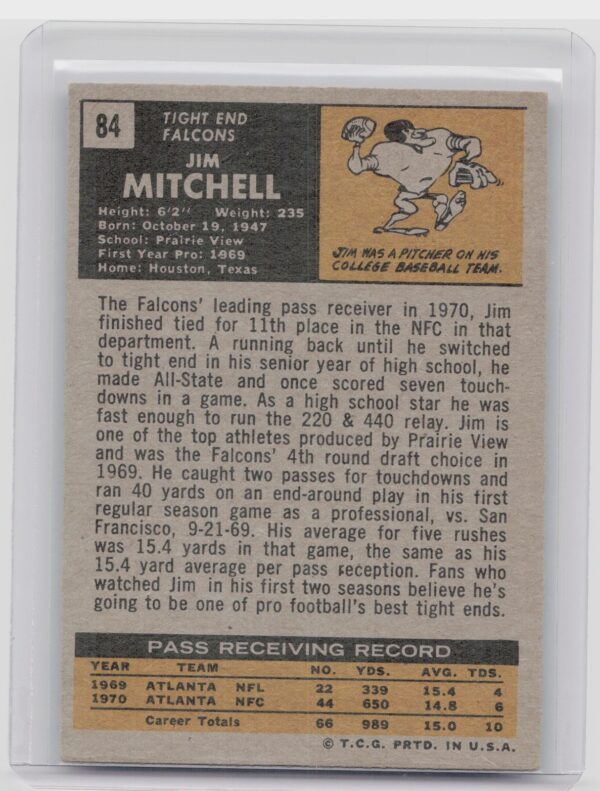 84
TIGHT END
FALCONS
JIM
MITCHELL
Height: 6'2" Weight: 235
Born: October 19, 1947
School: Prairie View
First Year Pro: 1969
Home: Houston, Texas
JIM WAS A PITCHER ON HIS
COLLEGE BASEBALL TEAM.
The Falcons' leading pass receiver in 1970, Jim
finished tied for 11th place in the NFC in that
department. A running back until he switched
to tight end in his senior year of high school, he
made All-State and once scored seven touch-
downs in a game. As a high school star he was
fast enough to run the 220 & 440 relay. Jim is
one of the top athletes produced by Prairie View
and was the Falcons' 4th round draft choice in
1969. He caught two passes for touchdowns and
ran 40 yards on an end-around play in his first
regular season game as a professional, vs. San
Francisco, 9-21-69. His average for five rushes
was 15.4 yards in that game, the same as his
15.4 yard average per pass reception. Fans who
watched Jim in his first two seasons believe he's
going to be one of pro football's best tight ends.
PASS RECEIVING RECORD
YEAR TEAM NO. YDS. AVG. TDS.
1969 ATLANTA NFL 22 339 15.4 4
1970 ATLANTA NFC 44 650 14.8 6
Career Totals 66 989 15.0 10
© T.C.G. PRTD. IN U.S.A.